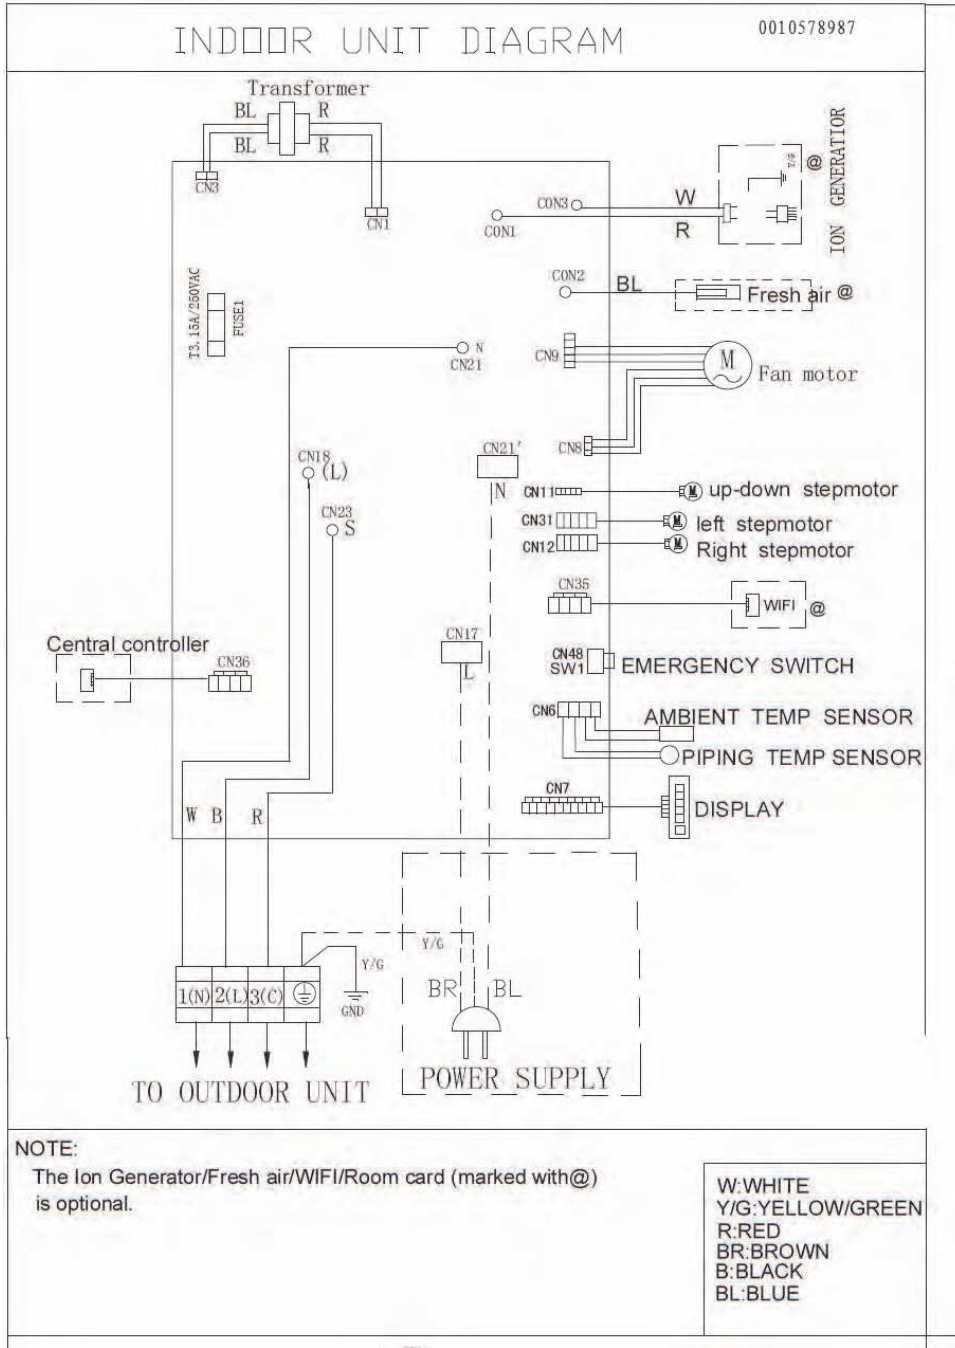 INDOOR UNIT DIAGRAM
0010578987
Transformer
BL
R
BL
R
CN3
CN1
ION GENERATIOR
Y/G
@
CON3
W
CON1
R
CON2
BL
Fresh air @
T3.15A/250VAC
FUSE1
N
CN21
CN9
M
Fan motor
CN8
CN18
(L)
CN21'
N
CN11
M
up-down stepmotor
CN23
S
CN31
M
left stepmotor
CN12
M
Right stepmotor
CN35
WIFI
@
CN17
L
Central controller
CN36
CN48
SW1
EMERGENCY SWITCH
CN6
AMBIENT TEMP SENSOR
PIPING TEMP SENSOR
CN7
DISPLAY
W
B
R
Y/G
Y/G
GND
1(N)
2(L)
3(C)
BR
BL
TO OUTDOOR UNIT
POWER SUPPLY
NOTE:
The Ion Generator/Fresh air/WIFI/Room card (marked with@)
is optional.
W:WHITE
Y/G:YELLOW/GREEN
R:RED
BR:BROWN
B:BLACK
BL:BLUE